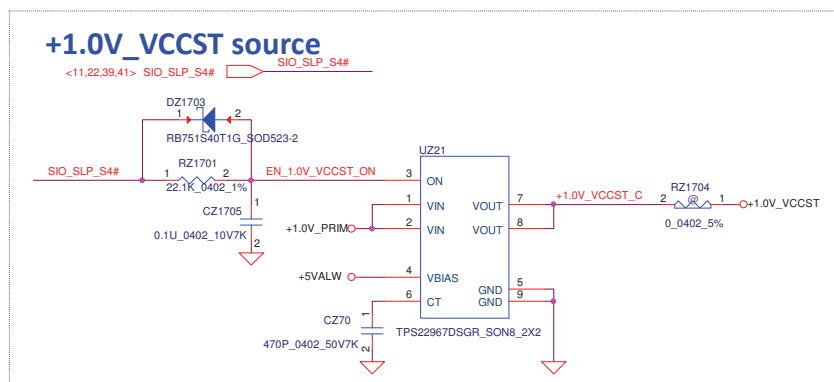 +1.0V_VCCST source
<11,22,39,41> SIO_SLP_S4#
SIO_SLP_S4#
DZ1703
1 2
RB751S40T1G_SOD523-2
SIO_SLP_S4#
RZ1701
1 2
22.1K_0402_1%
EN_1.0V_VCCST_ON
1
CZ1705
2
0.1U_0402_10V7K
UZ21
3 ON
1 VIN
2 VIN
+1.0V_PRIM
+5VALW
4 VBIAS
6 CT
VOUT 7
VOUT 8
GND 5
GND 9
TPS22967DSGR_SON8_2X2
1
CZ70
2
470P_0402_50V7K
+1.0V_VCCST_C
RZ1704
2 @ 1
0_0402_5%
+1.0V_VCCST